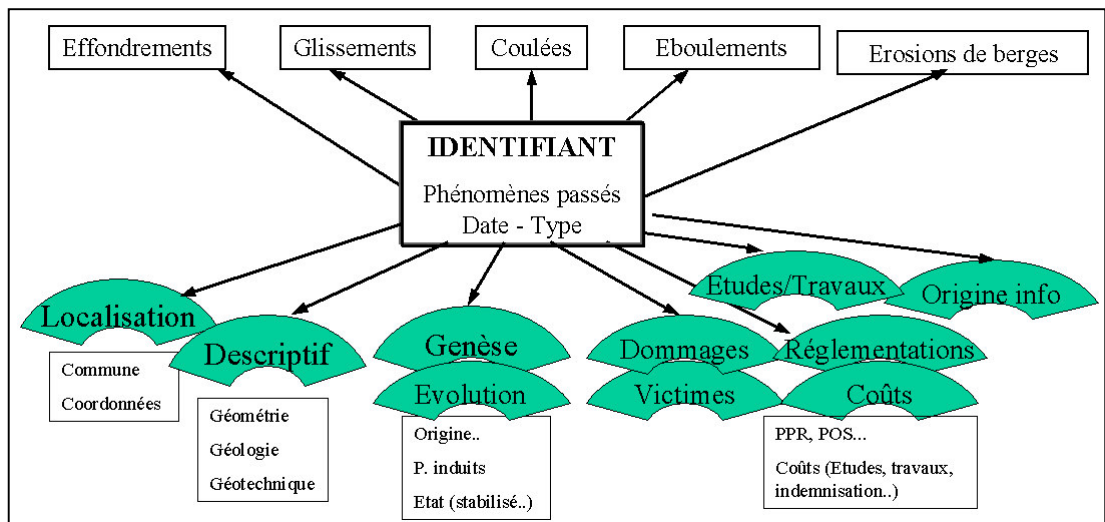 Effondrements
Glissements
Coulées
Eboulements
Erosions de berges
IDENTIFIANT
Phénomènes passés
Date - Type
Etudes/Travaux
Origine info
Localisation
Commune
Coordonnées
Descriptif
Géométrie
Géologie
Géotechnique
Genèse
Evolution
Origine..
P. induits
Etat (stabilisé..)
Dommages
Victimes
Réglementations
Coûts
PPR, POS...
Coûts (Etudes, travaux,
indemnisation..)